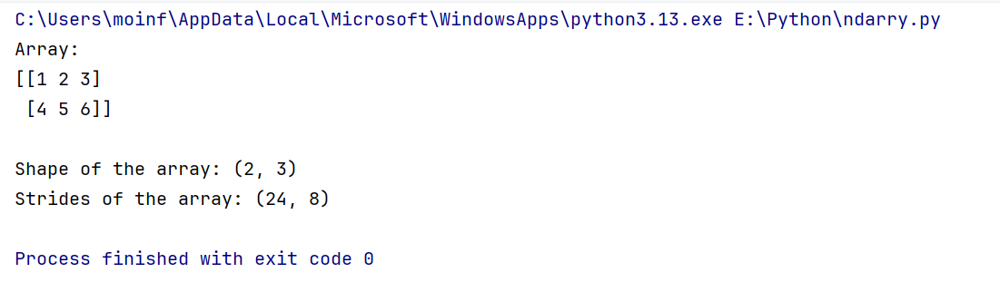 C:\Users\moinf\AppData\Local\Microsoft\WindowsApps\python3.13.exe E:\Python\ndarry.py
Array:
[[1 2 3]
 [4 5 6]]
Shape of the array: (2, 3)
Strides of the array: (24, 8)
Process finished with exit code 0